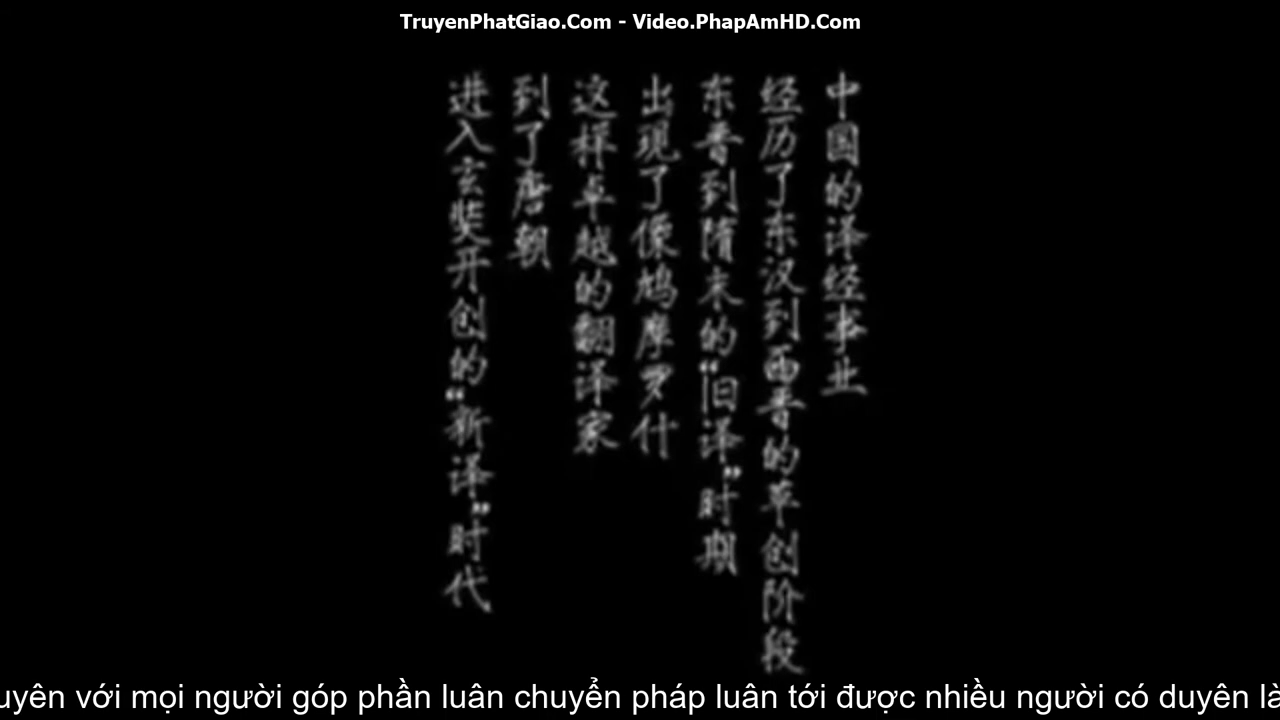 TruyenPhatGiao.Com - Video.PhapAmHD.Com
中国的译经事业
经历了东汉到西晋的草创阶段
东晋到隋末的“旧译”时期
出现了像鸠摩罗什
这样卓越的翻译家
到了唐朝
进入玄奘开创的“新译”时代
uyên với mọi người góp phần luân chuyển pháp luân tới được nhiều người có duyên là